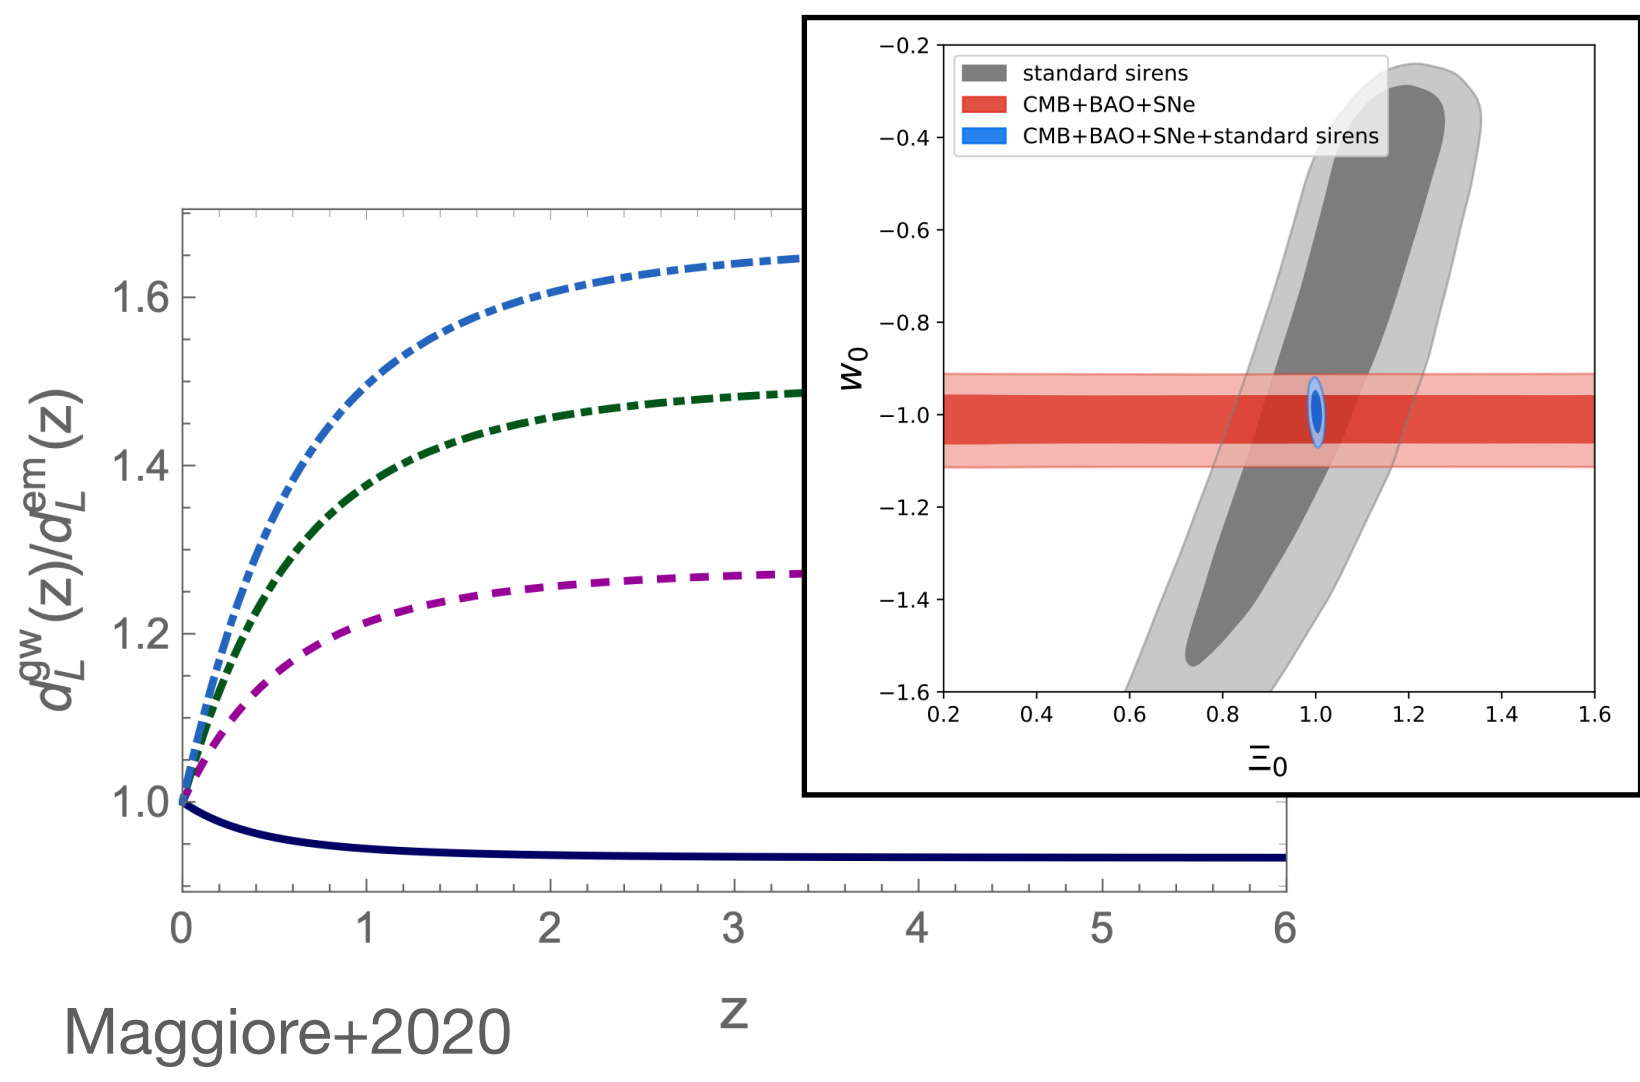 −0.2
standard sirens
CMB+BAO+SNe
CMB+BAO+SNe+standard sirens
−0.4
−0.6
−0.8
−1.0
−1.2
−1.4
−1.6
w₀
0.2 0.4 0.6 0.8 1.0 1.2 1.4 1.6
Ξ₀
1.6
1.4
1.2
1.0
d_L^gw(z)/d_L^em(z)
0 1 2 3 4 5 6
z
Maggiore+2020